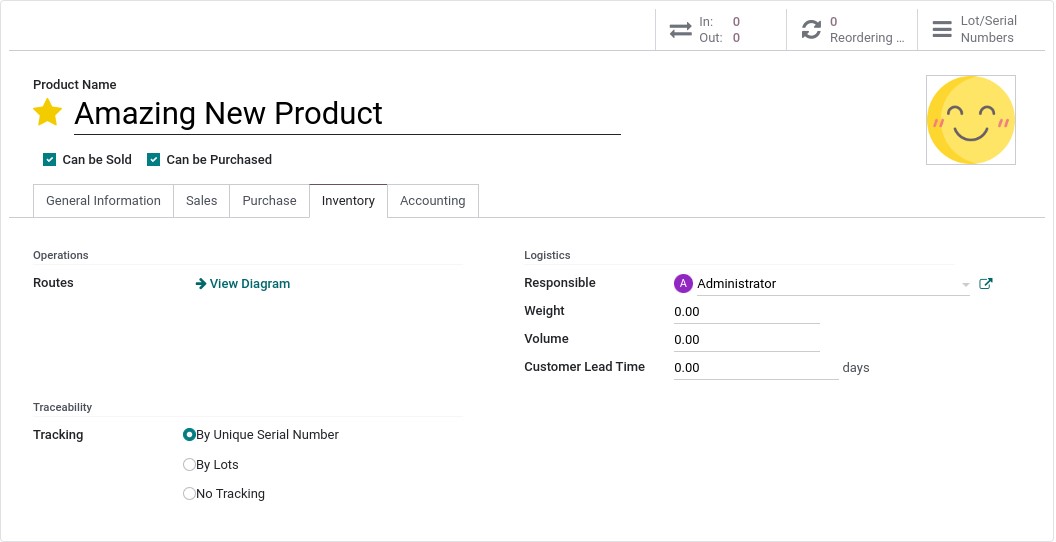 In: 0
Out: 0
0
Reordering ...
Lot/Serial
Numbers
Product Name
Amazing New Product
Can be Sold Can be Purchased
General Information Sales Purchase Inventory Accounting
Operations
Routes View Diagram
Logistics
Responsible A Administrator
Weight 0.00
Volume 0.00
Customer Lead Time 0.00 days
Traceability
Tracking By Unique Serial Number
By Lots
No Tracking